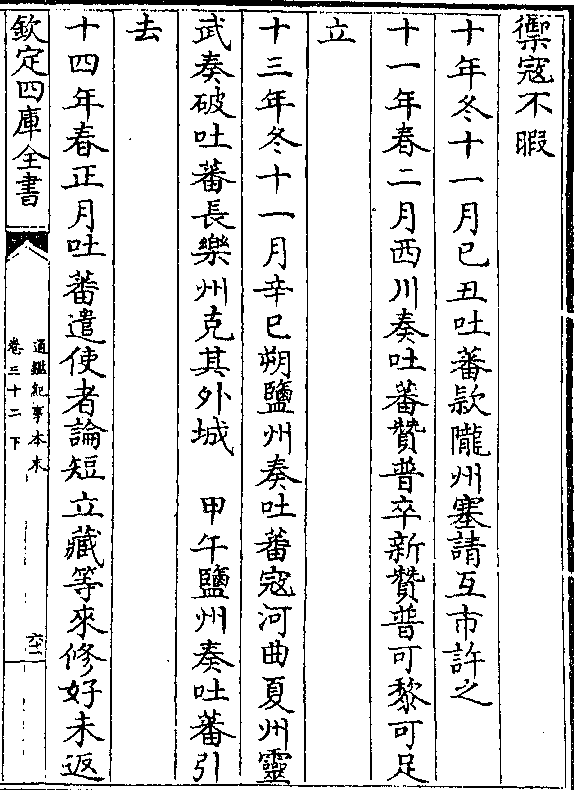 禦寇不暇
十年冬十一月已丑吐蕃款隴州塞請互市許之
十一年春二月西川奏吐蕃贊普卒新贊普可黎可足
立
十三年冬十一月辛巳朔鹽州奏吐蕃寇河曲夏州靈
武奏破吐蕃長樂州克其外城　甲午鹽州奏吐蕃引
去
十四年春正月吐蕃遣使者論短立藏等來修好未返
欽定四庫全書
通鑑紀事本末
卷三十二下